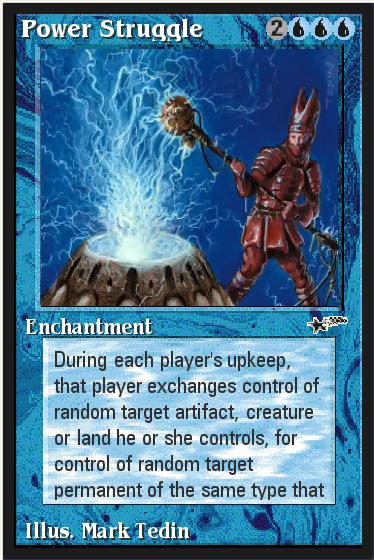 Power Struggle 2
Enchantment
During each player's upkeep,
that player exchanges control of
random target artifact, creature
or land he or she controls, for
control of random target
permanent of the same type that
Illus. Mark Tedin